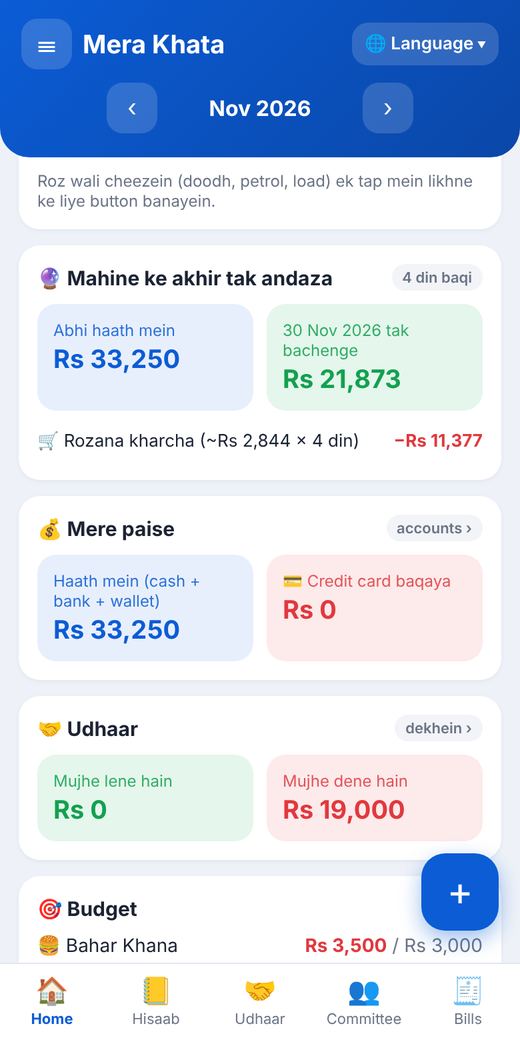 Mera Khata
🌐 Language ▾
‹ Nov 2026 ›
Roz wali cheezein (doodh, petrol, load) ek tap mein likhne
ke liye button banayein.
🔮 Mahine ke akhir tak andaza
4 din baqi
Abhi haath mein
Rs 33,250
30 Nov 2026 tak
bachenge
Rs 21,873
🛒 Rozana kharcha (~Rs 2,844 × 4 din) −Rs 11,377
💰 Mere paise
accounts ›
Haath mein (cash +
bank + wallet)
Rs 33,250
💳 Credit card baqaya
Rs 0
🤝 Udhaar
dekhein ›
Mujhe lene hain
Rs 0
Mujhe dene hain
Rs 19,000
🎯 Budget
+
🍔 Bahar Khana Rs 3,500 / Rs 3,000
Home
Hisaab
Udhaar
Committee
Bills